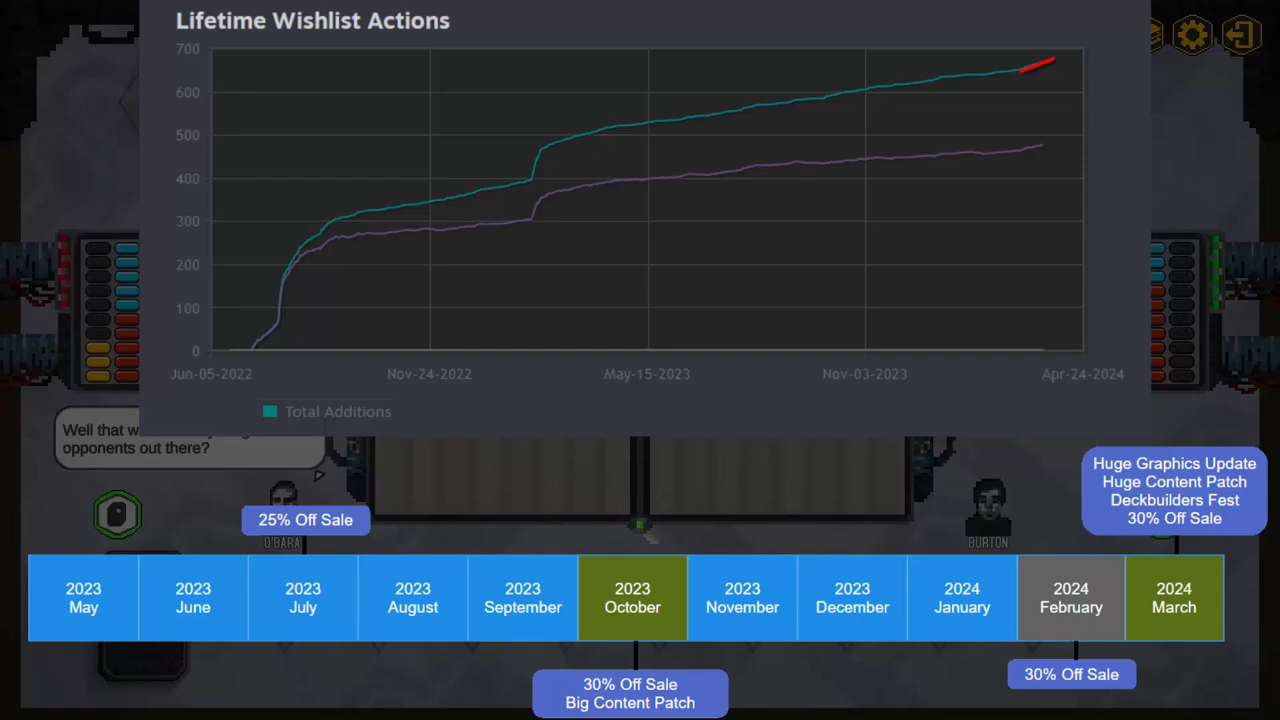 Lifetime Wishlist Actions
700
600
500
400
300
200
100
0
Jun-05-2022
Nov-24-2022
May-15-2023
Nov-03-2023
Apr-24-2024
Total Additions
Well that w
opponents out there?
O'BARA
BURTON
25% Off Sale
Huge Graphics Update
Huge Content Patch
Deckbuilders Fest
30% Off Sale
2023
May
2023
June
2023
July
2023
August
2023
September
2023
October
2023
November
2023
December
2024
January
2024
February
2024
March
30% Off Sale
Big Content Patch
30% Off Sale